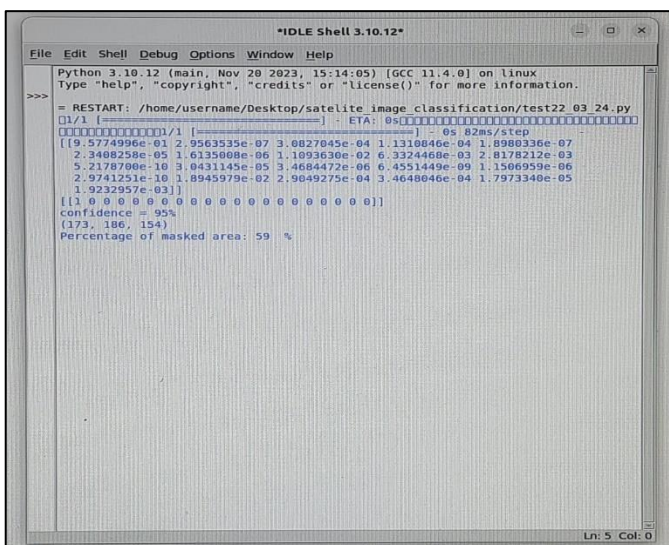 *IDLE Shell 3.10.12*
File Edit Shell Debug Options Window Help
Python 3.10.12 (main, Nov 20 2023, 15:14:05) [GCC 11.4.0] on linux
Type "help", "copyright", "credits" or "license()" for more information.
>>>
= RESTART: /home/username/Desktop/satelite_image_classification/test22_03_24.py
1/1 [==============================] - ETA: 0s
1/1 [==============================] - 0s 82ms/step
[[9.5774996e-01 2.9563535e-07 3.0827045e-04 1.1310846e-04 1.8980336e-07
2.3408258e-05 1.6135008e-06 1.1093630e-02 6.3324468e-03 2.8178212e-03
5.2178700e-10 3.0431145e-05 3.4684472e-06 6.4551449e-09 1.1506959e-06
2.9741251e-10 1.8945979e-02 2.9049275e-04 3.4648046e-04 1.7973340e-05
1.9232957e-03]]
[[1 0 0 0 0 0 0 0 0 0 0 0 0 0 0 0 0 0 0 0 0]]
confidence = 95%
(173, 186, 154)
Percentage of masked area: 59 %
Ln: 5 Col: 0